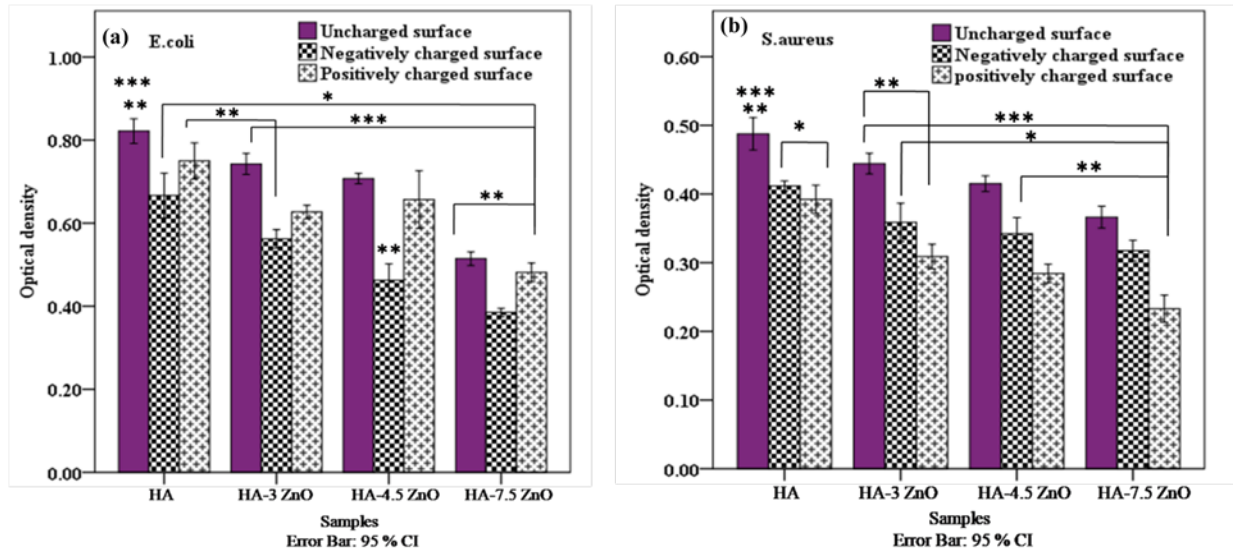 (a)
E.coli
Uncharged surface
Negatively charged surface
Positively charged surface
1.00
0.80
0.60
0.40
0.20
0.00
Optical density
***
**
*
**
***
**
**
HA
HA-3 ZnO
HA-4.5 ZnO
HA-7.5 ZnO
Samples
Error Bar: 95 % CI
(b)
S.aureus
Uncharged surface
Negatively charged surface
positively charged surface
0.60
0.50
0.40
0.30
0.20
0.10
0.00
Optical density
***
**
*
**
***
*
**
HA
HA-3 ZnO
HA-4.5 ZnO
HA-7.5 ZnO
Samples
Error Bar: 95 % CI